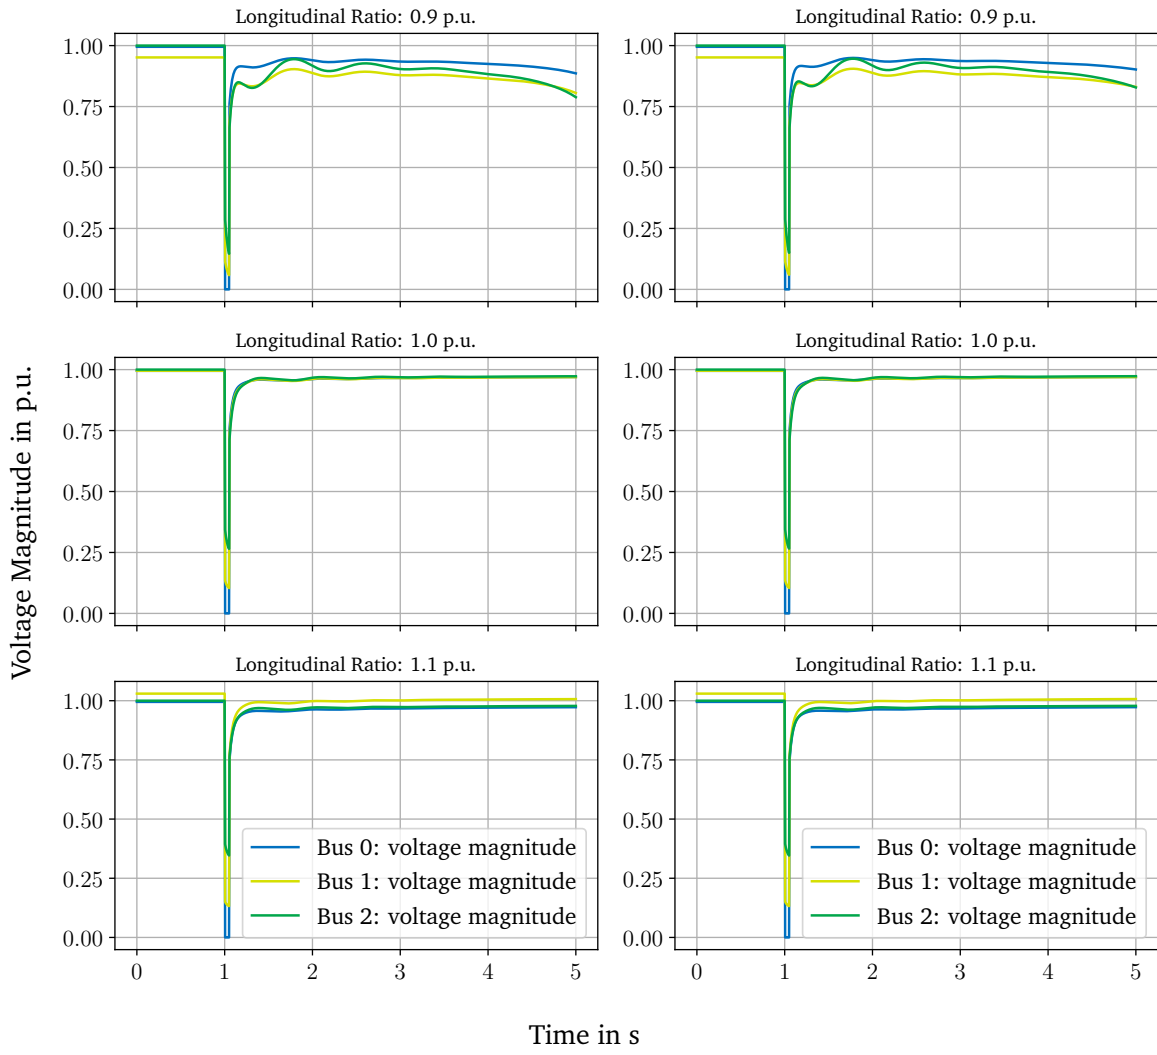 Longitudinal Ratio: 0.9 p.u.
Longitudinal Ratio: 0.9 p.u.
1.00
0.75
0.50
0.25
0.00
1.00
0.75
0.50
0.25
0.00
Longitudinal Ratio: 1.0 p.u.
Longitudinal Ratio: 1.0 p.u.
1.00
0.75
0.50
0.25
0.00
1.00
0.75
0.50
0.25
0.00
Voltage Magnitude in p.u.
Longitudinal Ratio: 1.1 p.u.
Longitudinal Ratio: 1.1 p.u.
1.00
0.75
0.50
0.25
0.00
Bus 0: voltage magnitude
Bus 1: voltage magnitude
Bus 2: voltage magnitude
0 1 2 3 4 5
1.00
0.75
0.50
0.25
0.00
Bus 0: voltage magnitude
Bus 1: voltage magnitude
Bus 2: voltage magnitude
0 1 2 3 4 5
Time in s